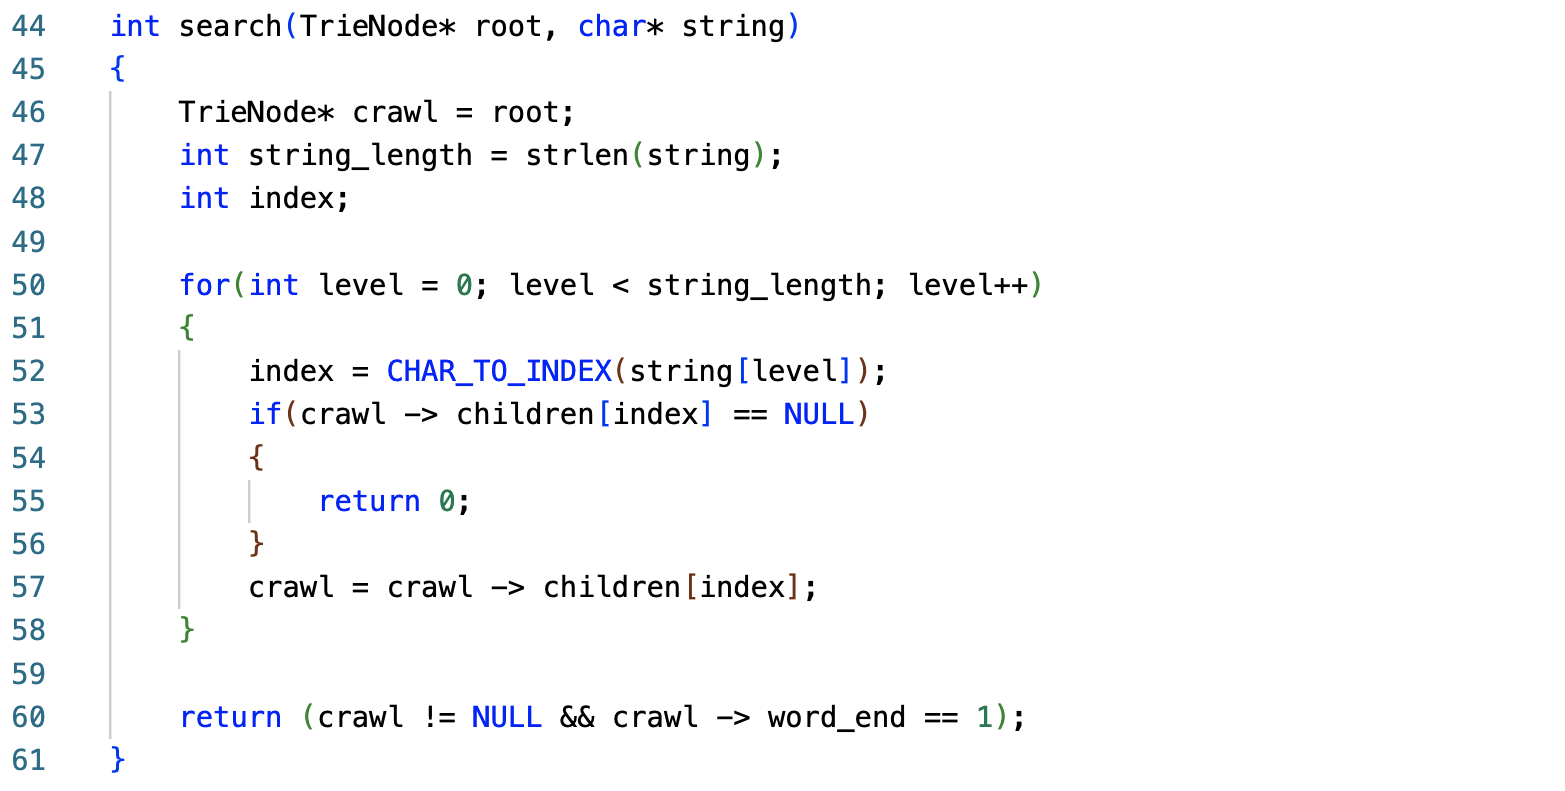 44 int search(TrieNode* root, char* string)
45 {
46     TrieNode* crawl = root;
47     int string_length = strlen(string);
48     int index;
49
50     for(int level = 0; level < string_length; level++)
51     {
52         index = CHAR_TO_INDEX(string[level]);
53         if(crawl -> children[index] == NULL)
54         {
55             return 0;
56         }
57         crawl = crawl -> children[index];
58     }
59
60     return (crawl != NULL && crawl -> word_end == 1);
61 }